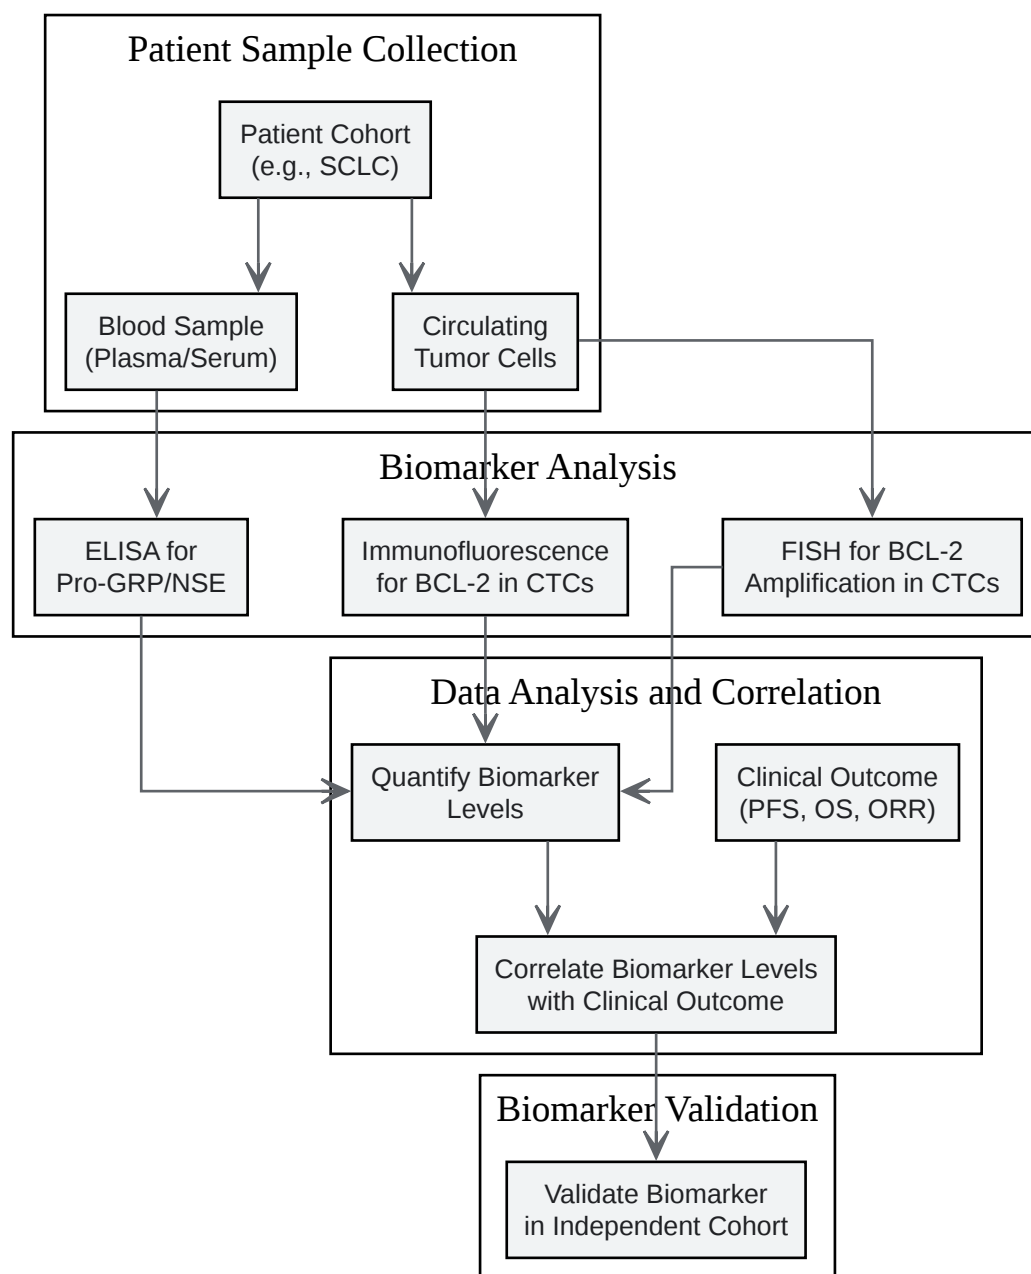 Patient Sample Collection
Patient Cohort
(e.g., SCLC)
Blood Sample
(Plasma/Serum)
Circulating
Tumor Cells
Biomarker Analysis
ELISA for
Pro-GRP/NSE
Immunofluorescence
for BCL-2 in CTCs
FISH for BCL-2
Amplification in CTCs
Data Analysis and Correlation
Quantify Biomarker
Levels
Clinical Outcome
(PFS, OS, ORR)
Correlate Biomarker Levels
with Clinical Outcome
Biomarker Validation
Validate Biomarker
in Independent Cohort